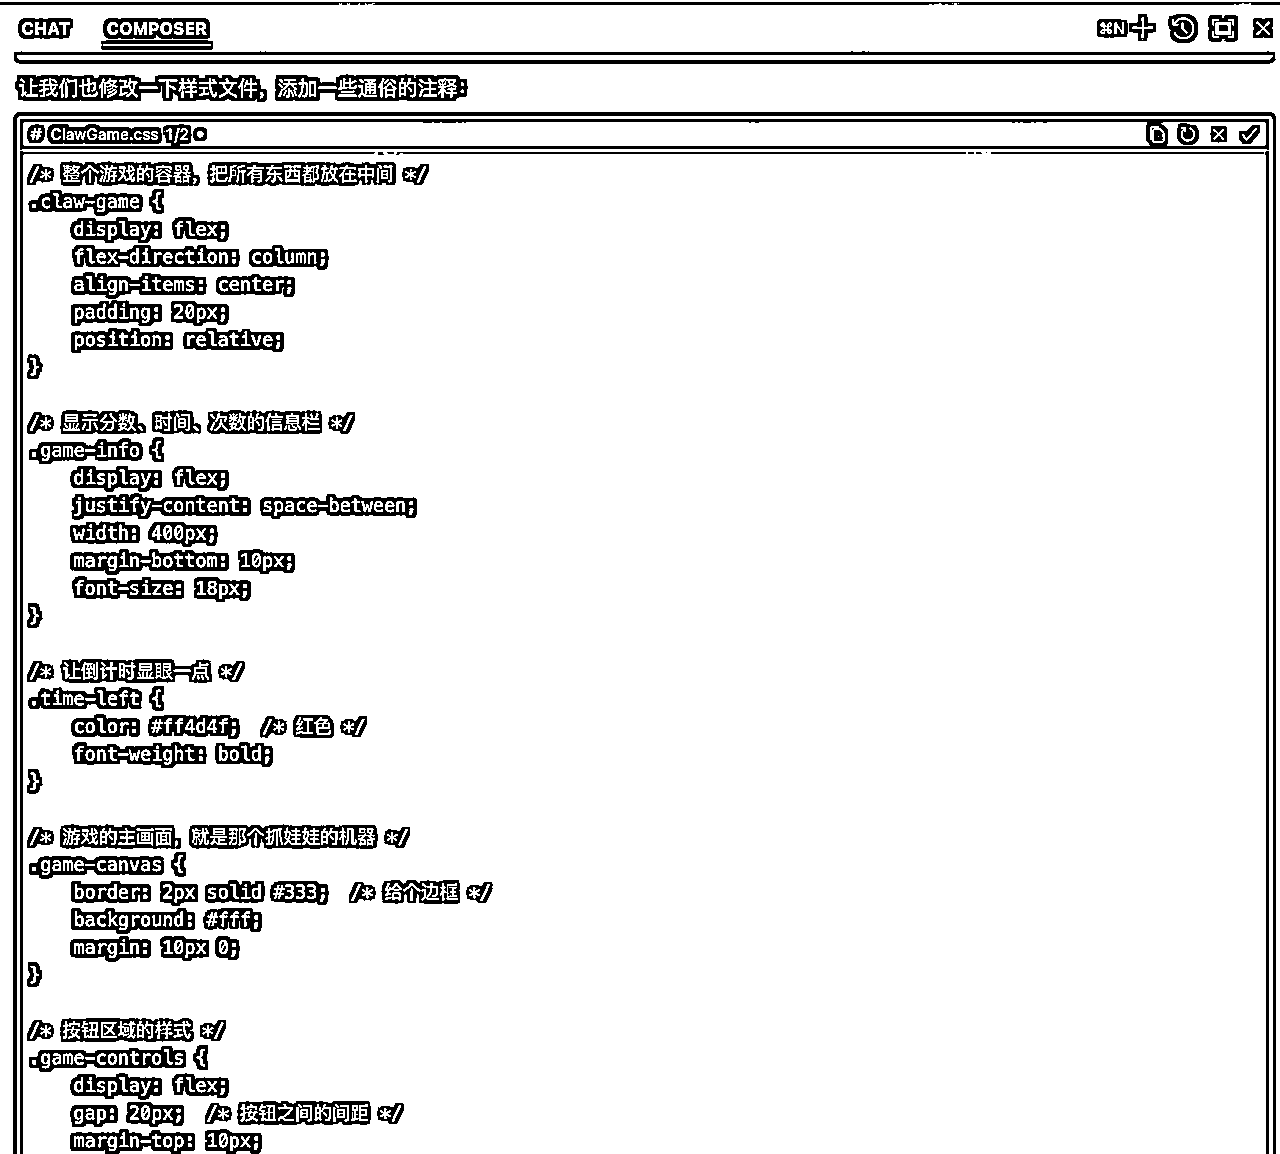 CHAT COMPOSER ⌘N
让我们也修改一下样式文件，添加一些通俗的注释：
# ClawGame.css 1/2
/* 整个游戏的容器，把所有东西都放在中间 */
.claw-game {
    display: flex;
    flex-direction: column;
    align-items: center;
    padding: 20px;
    position: relative;
}
/* 显示分数、时间、次数的信息栏 */
.game-info {
    display: flex;
    justify-content: space-between;
    width: 400px;
    margin-bottom: 10px;
    font-size: 18px;
}
/* 让倒计时显眼一点 */
.time-left {
    color: #ff4d4f;  /* 红色 */
    font-weight: bold;
}
/* 游戏的主画面，就是那个抓娃娃的机器 */
.game-canvas {
    border: 2px solid #333;  /* 给个边框 */
    background: #fff;
    margin: 10px 0;
}
/* 按钮区域的样式 */
.game-controls {
    display: flex;
    gap: 20px;  /* 按钮之间的间距 */
    margin-top: 10px;